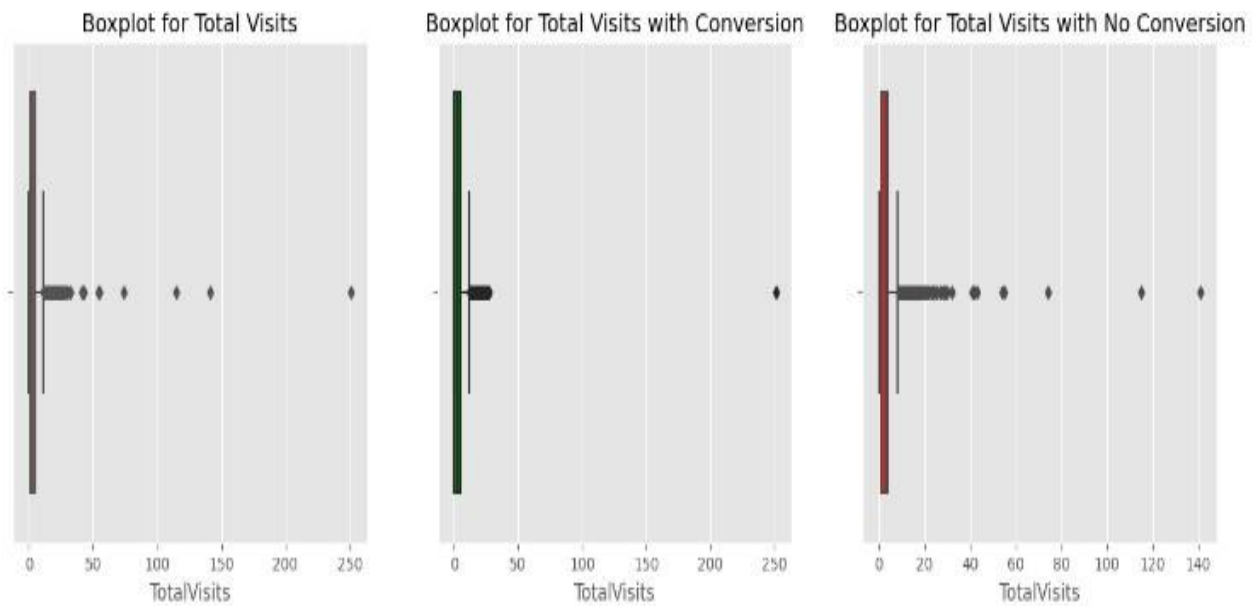 Boxplot for Total Visits
0 50 100 150 200 250
TotalVisits
Boxplot for Total Visits with Conversion
0 50 100 150 200 250
TotalVisits
Boxplot for Total Visits with No Conversion
0 20 40 60 80 100 120 140
TotalVisits